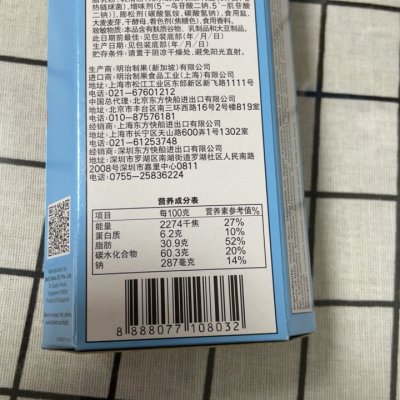 防链球菌), 增味剂(5'-鸟苷酸二钠, 5'-肌苷酸
二钠), 膨松剂(碳酸氢铵, 碳酸氢钠), 食用盐,
大麦麦芽, 干酵母, 着色剂(焦糖色), 食用香料。
致敏物质: 本品含有麸质谷物、乳制品和大豆制品。
此日期前最佳: 见包装底部(年/月/日)
生产日期: 见包装底部(年/月/日)
贮存条件: 请置于阴凉干燥处, 避免阳光直射。
生产商: 明治制果(新加坡)有限公司
进口商: 明治制果食品工业(上海)有限公司
地址: 上海市松江工业区东部新区新飞路1111号
电话: 021-67601212
中国总代理: 北京东方快船进出口有限公司
地址: 北京市丰台区南三环西路16号2号楼819室
电话: 010-87576181
经销商: 上海东方快船进出口有限公司
地址: 上海市长宁区天山路600弄1号1302室
电话: 021-61253748
经销商: 深圳东方快船进出口有限公司
地址: 深圳市罗湖区南湖街道罗湖社区人民南路
2008号深圳市嘉里中心0811
电话: 0755-25836224
营养成分表
项目 每100克 营养素参考值%
能量 2274千焦 27%
蛋白质 6.2克 10%
脂肪 30.9克 52%
碳水化合物 60.3克 20%
钠 287毫克 14%
8 888077 108032